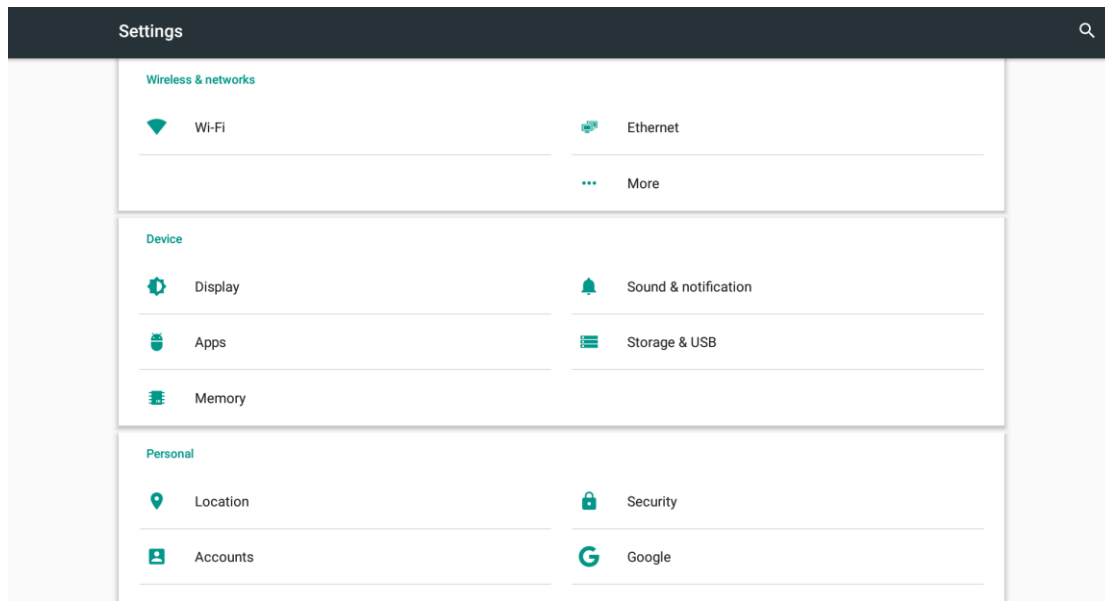 Settings
Wireless & networks
Wi-Fi
Ethernet
More
Device
Display
Sound & notification
Apps
Storage & USB
Memory
Personal
Location
Security
Accounts
Google